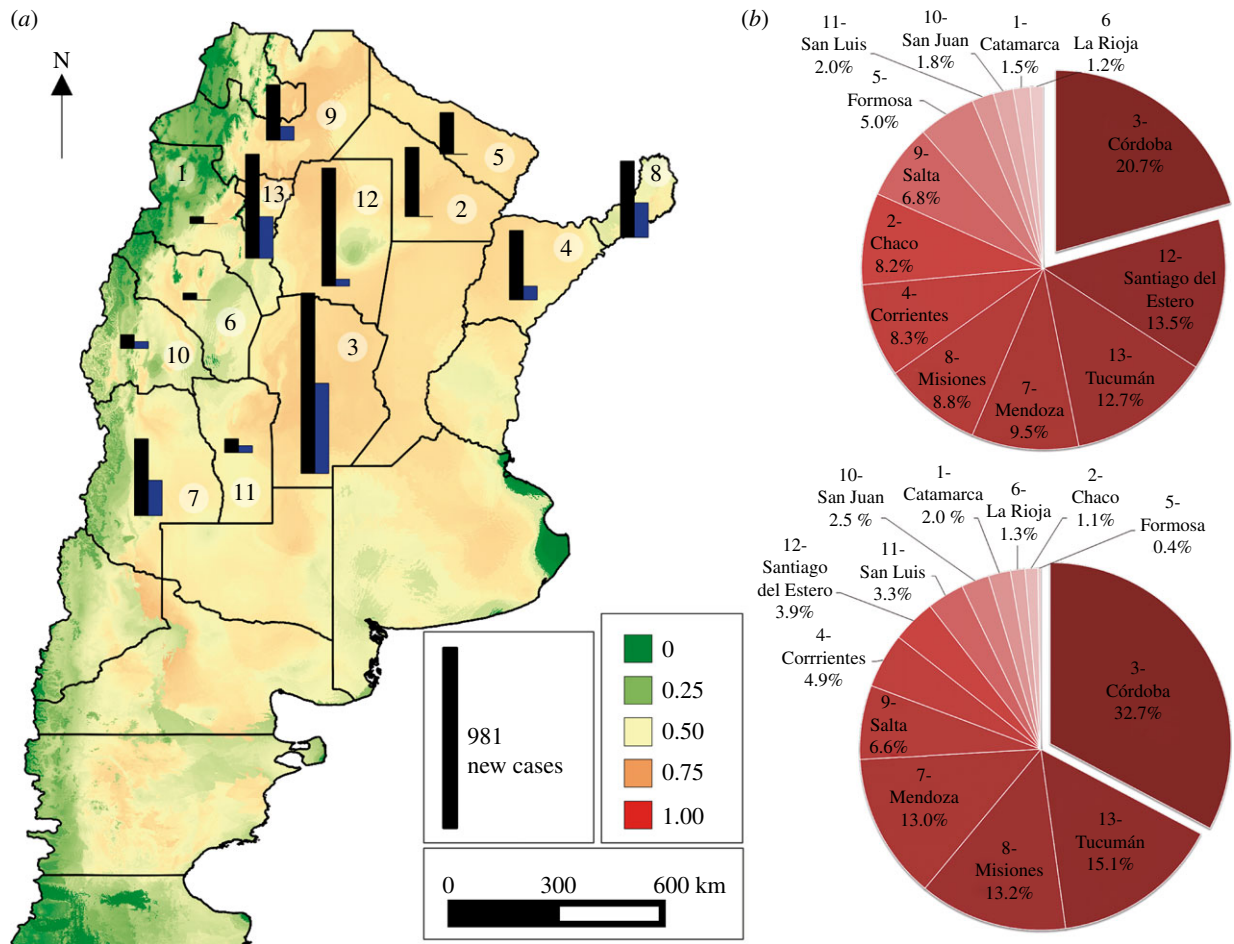 (a)
N
1
2
3
4
5
6
7
8
9
10
11
12
13
981
new cases
0
0.25
0.50
0.75
1.00
0 300 600 km
(b)
11-
San Luis
2.0%
10-
San Juan
1.8%
1-
Catamarca
1.5%
6
La Rioja
1.2%
5-
Formosa
5.0%
3-
Córdoba
20.7%
9-
Salta
6.8%
2-
Chaco
8.2%
12-
Santiago del
Estero
13.5%
4-
Corrientes
8.3%
8-
Misiones
8.8%
7-
Mendoza
9.5%
13-
Tucumán
12.7%
10-
San Juan
2.5 %
1-
Catamarca
2.0 %
6-
La Rioja
1.3%
2-
Chaco
1.1%
5-
Formosa
0.4%
12-
Santiago
del Estero
3.9%
11-
San Luis
3.3%
4-
Corrrientes
4.9%
3-
Córdoba
32.7%
9-
Salta
6.6%
7-
Mendoza
13.0%
8-
Misiones
13.2%
13-
Tucumán
15.1%